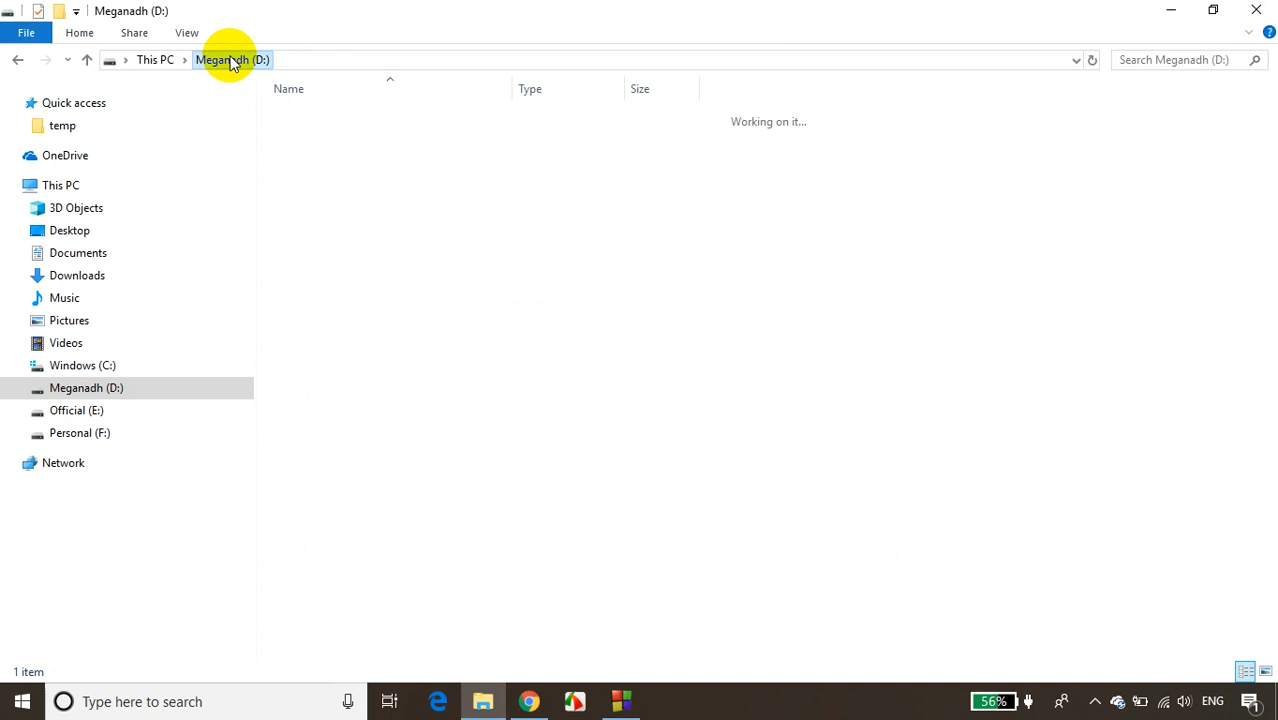 Meganadh (D:)
File Home Share View
This PC Meganadh (D:) Search Meganadh (D:)
Name Type Size
Working on it...
Quick access
temp
OneDrive
This PC
3D Objects
Desktop
Documents
Downloads
Music
Pictures
Videos
Windows (C:)
Meganadh (D:)
Official (E:)
Personal (F:)
Network
1 item
Type here to search 56% ENG 1